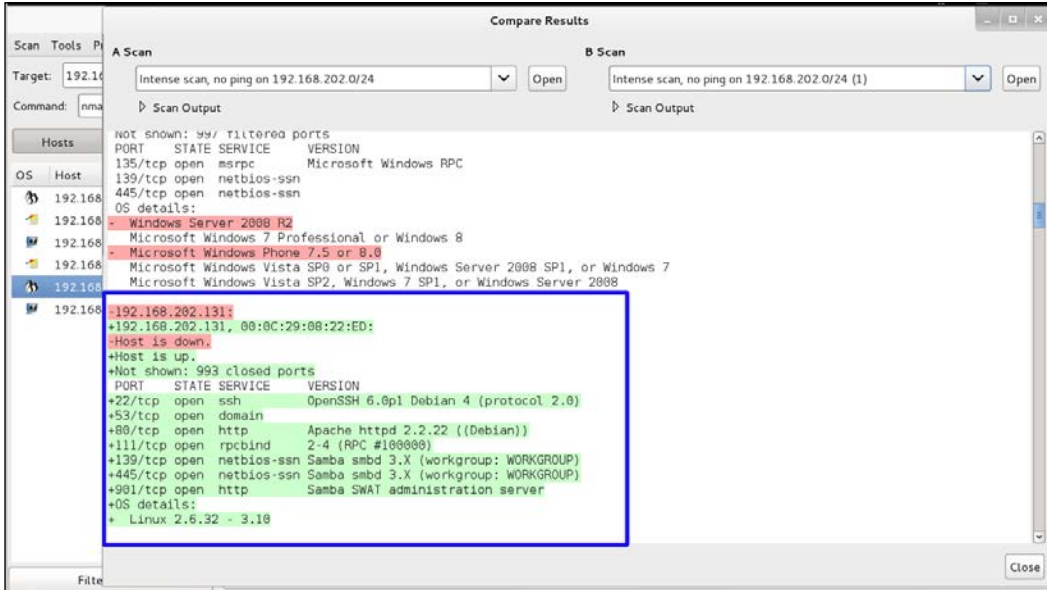 Compare Results
Scan Tools
A Scan
B Scan
Target: 192.16
Intense scan, no ping on 192.168.202.0/24
Open
Intense scan, no ping on 192.168.202.0/24 (1)
Open
Command: nma
Scan Output
Scan Output
Hosts
OS Host
192.168
192.168
192.168
192.168
192.168
192.168
Not shown: 997 filtered ports
PORT STATE SERVICE VERSION
135/tcp open msrpc Microsoft Windows RPC
139/tcp open netbios-ssn
445/tcp open netbios-ssn
OS details:
- Windows Server 2008 R2
Microsoft Windows 7 Professional or Windows 8
- Microsoft Windows Phone 7.5 or 8.0
Microsoft Windows Vista SP0 or SP1, Windows Server 2008 SP1, or Windows 7
Microsoft Windows Vista SP2, Windows 7 SP1, or Windows Server 2008
-192.168.202.131:
+192.168.202.131, 00:0C:29:08:22:ED:
-Host is down.
+Host is up.
+Not shown: 993 closed ports
PORT STATE SERVICE VERSION
+22/tcp open ssh OpenSSH 6.0p1 Debian 4 (protocol 2.0)
+53/tcp open domain
+80/tcp open http Apache httpd 2.2.22 ((Debian))
+111/tcp open rpcbind 2-4 (RPC #100000)
+139/tcp open netbios-ssn Samba smbd 3.X (workgroup: WORKGROUP)
+445/tcp open netbios-ssn Samba smbd 3.X (workgroup: WORKGROUP)
+901/tcp open http Samba SWAT administration server
+OS details:
+ Linux 2.6.32 - 3.10
Close
Filte